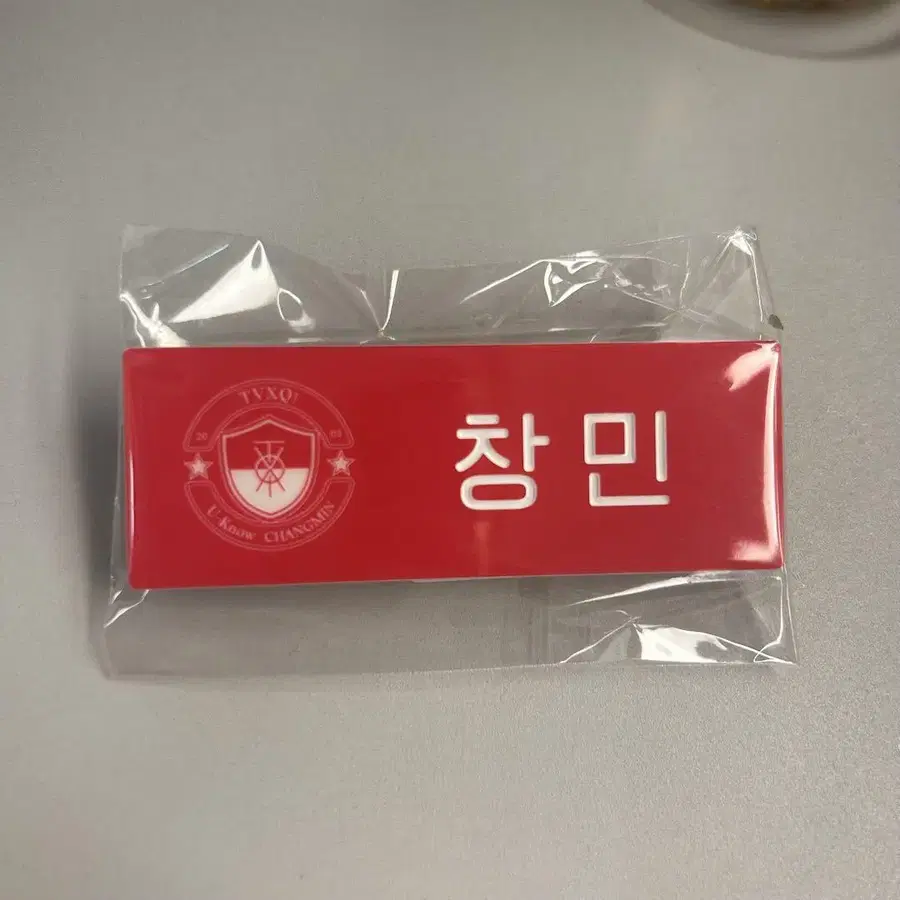 TVXQ!
20 03
U-Know CHANGMIN
창민